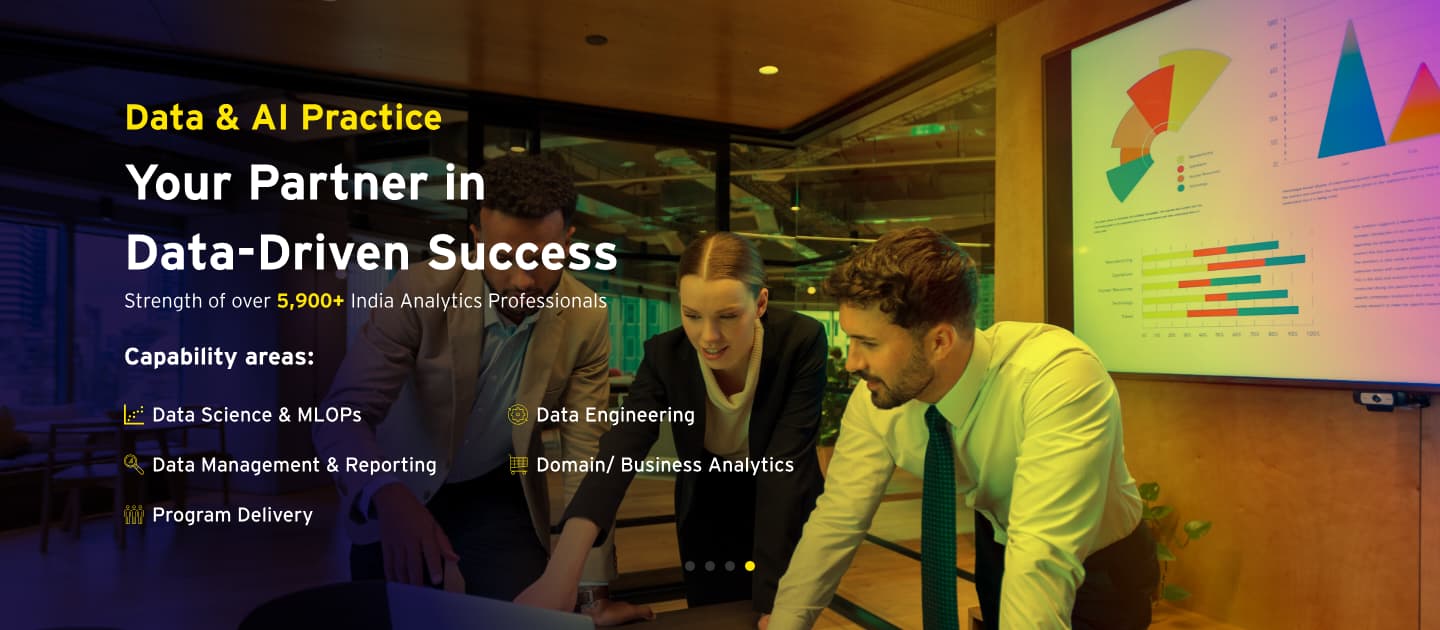 Data & AI Practice
Your Partner in
Data-Driven Success
Strength of over 5,900+ India Analytics Professionals
Capability areas:
Data Science & MLOPs
Data Engineering
Data Management & Reporting
Domain/ Business Analytics
Program Delivery